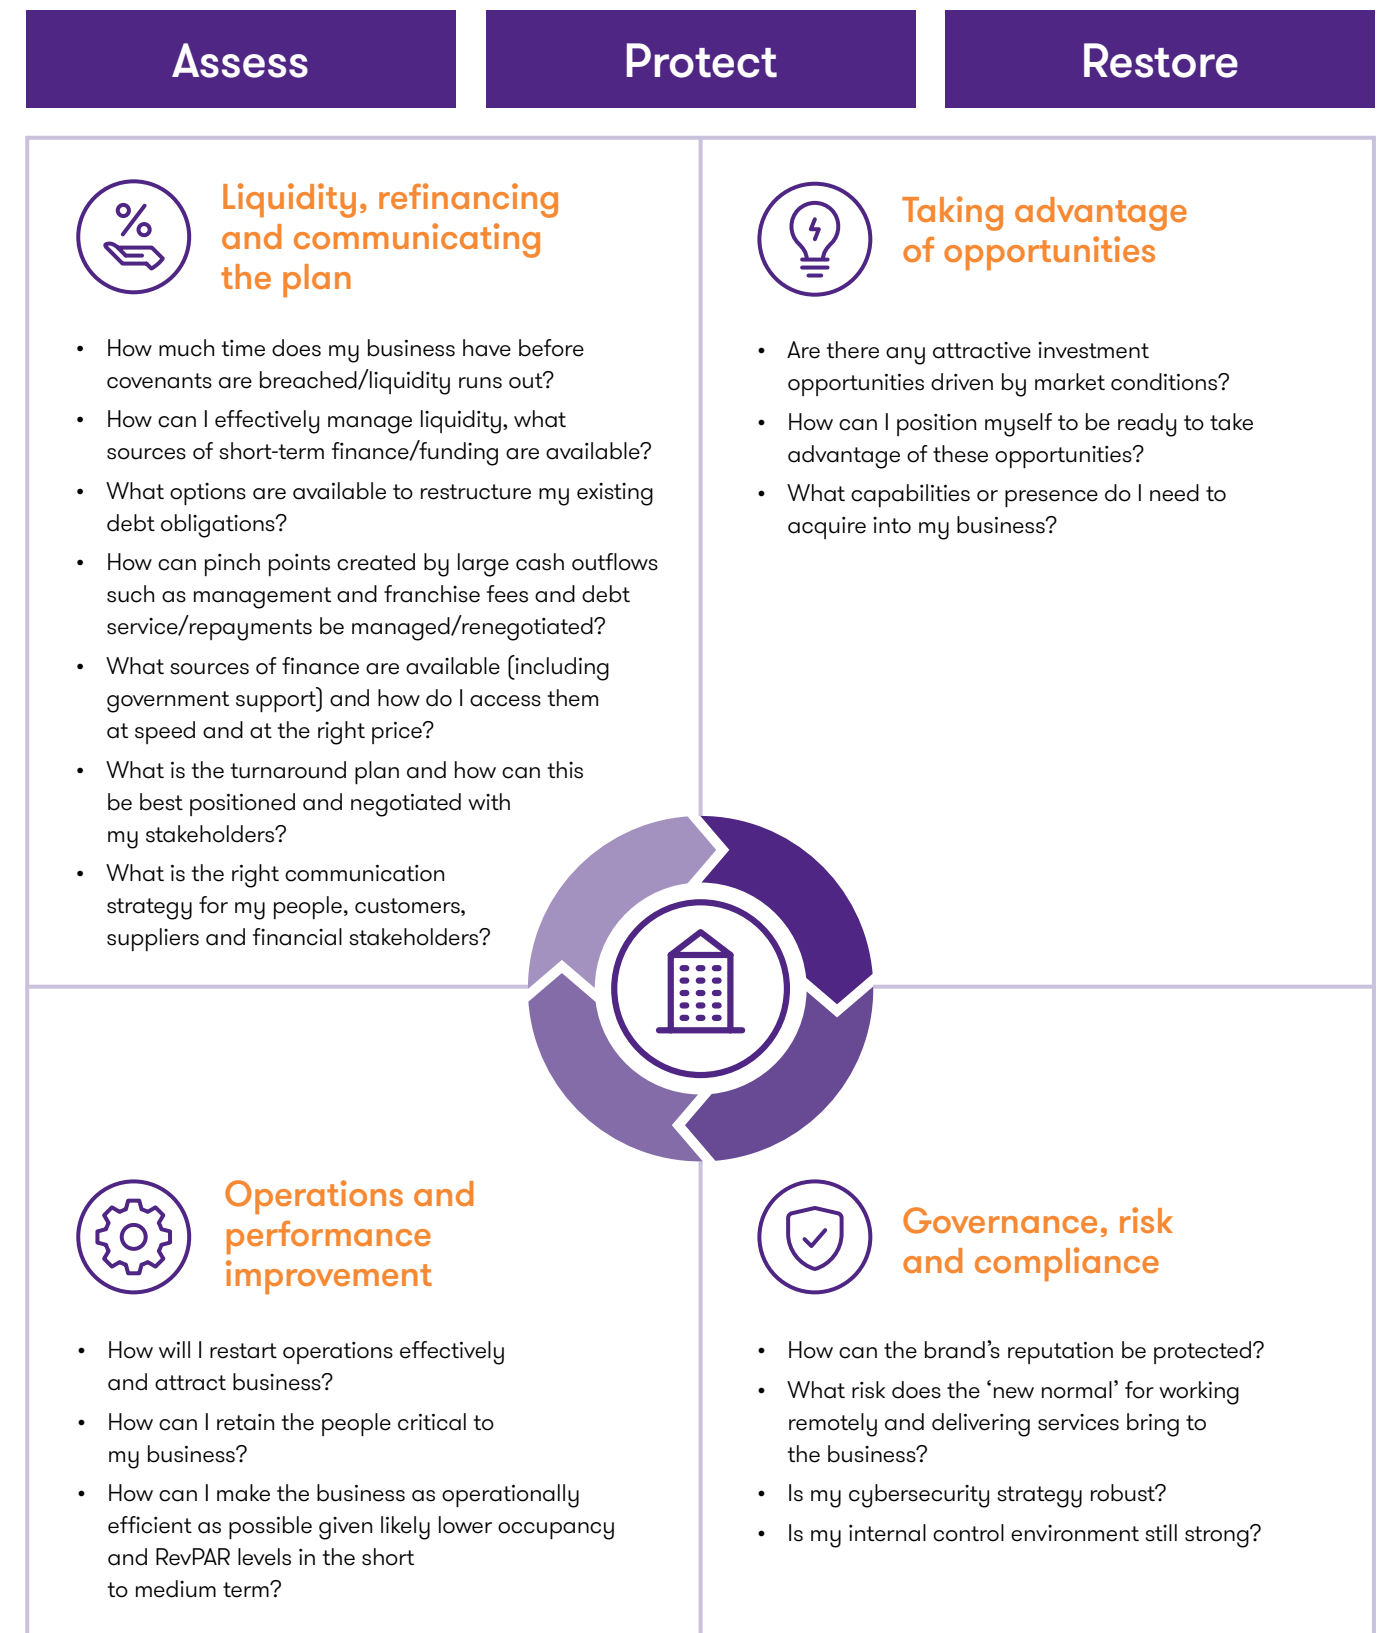 Assess
Protect
Restore
Liquidity, refinancing
and communicating
the plan
• How much time does my business have before
covenants are breached/liquidity runs out?
• How can I effectively manage liquidity, what
sources of short-term finance/funding are available?
• What options are available to restructure my existing
debt obligations?
• How can pinch points created by large cash outflows
such as management and franchise fees and debt
service/repayments be managed/renegotiated?
• What sources of finance are available (including
government support) and how do I access them
at speed and at the right price?
• What is the turnaround plan and how can this
be best positioned and negotiated with
my stakeholders?
• What is the right communication
strategy for my people, customers,
suppliers and financial stakeholders?
Taking advantage
of opportunities
• Are there any attractive investment
opportunities driven by market conditions?
• How can I position myself to be ready to take
advantage of these opportunities?
• What capabilities or presence do I need to
acquire into my business?
Operations and
performance
improvement
• How will I restart operations effectively
and attract business?
• How can I retain the people critical to
my business?
• How can I make the business as operationally
efficient as possible given likely lower occupancy
and RevPAR levels in the short
to medium term?
Governance, risk
and compliance
• How can the brand’s reputation be protected?
• What risk does the ‘new normal’ for working
remotely and delivering services bring to
the business?
• Is my cybersecurity strategy robust?
• Is my internal control environment still strong?